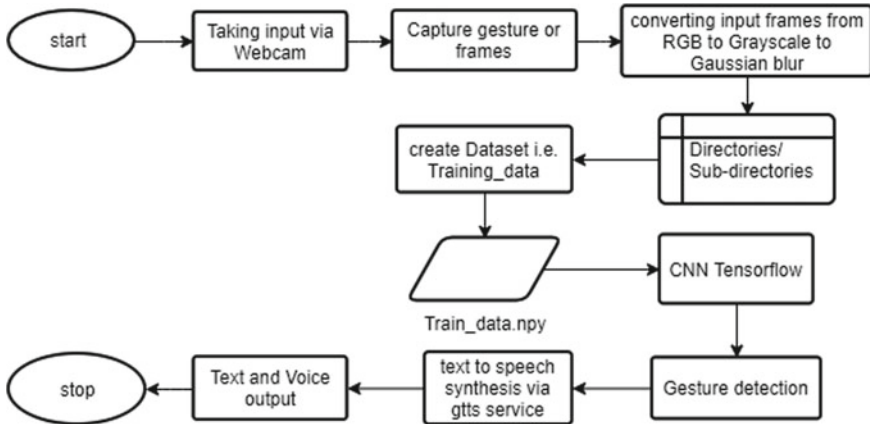 start
Taking input via
Webcam
Capture gesture or
frames
converting input frames from
RGB to Grayscale to
Gaussian blur
Directories/
Sub-directories
create Dataset i.e.
Training_data
Train_data.npy
CNN Tensorflow
Gesture detection
text to speech
synthesis via
gtts service
Text and Voice
output
stop